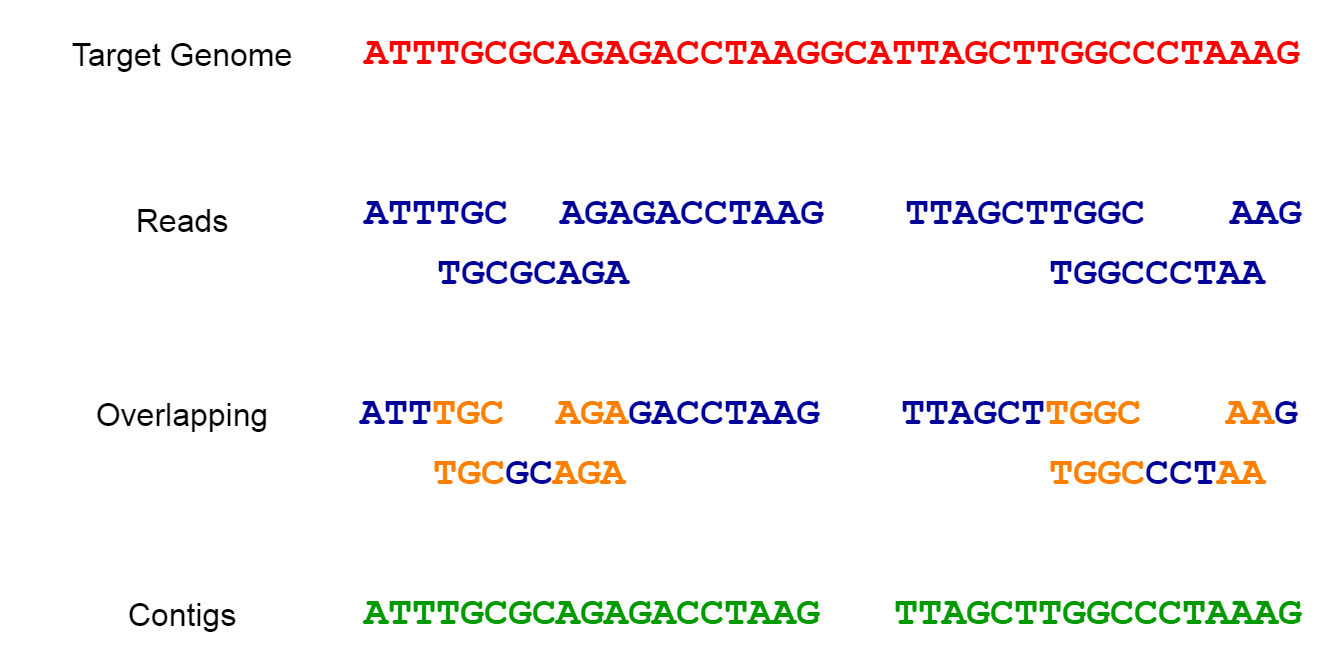 Target Genome ATTTGCGCAGAGACCTAAGGCATTAGCTTGGCCCTAAAG
Reads ATTTGC AGAGACCTAAG TTAGCTTGGC AAG
TGCGCAGA TGGCCCTAA
Overlapping ATTTGC AGAGACCTAAG TTAGCTTGGC AAG
TGCGCAGA TGGCCCTAA
Contigs ATTTGCGCAGAGACCTAAG TTAGCTTGGCCCTAAAG